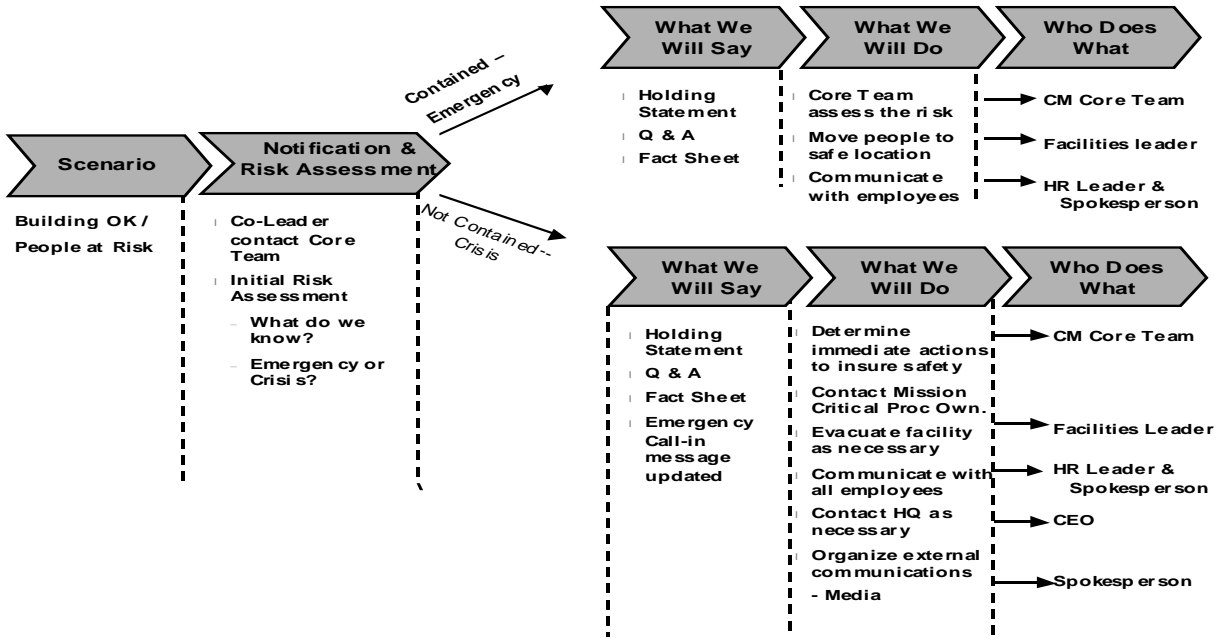 Scenario
Building OK /
People at Risk
Notification &
Risk Assessment
Co-Leader
contact Core
Team
Initial Risk
Assessment
– What do we
know?
– Emergency or
Crisis?
Contained –
Emergency
Not Contained--
Crisis
What We
Will Say
Holding
Statement
Q & A
Fact Sheet
What We
Will Do
Core Team
assess the risk
Move people to
safe location
Communicate
with employees
Who Does
What
CM Core Team
Facilities leader
HR Leader &
Spokesperson
What We
Will Say
Holding
Statement
Q & A
Fact Sheet
Emergency
Call-in
message
updated
What We
Will Do
Determine
immediate actions
to insure safety
Contact Mission
Critical Proc Own.
Evacuate facility
as necessary
Communicate with
all employees
Contact HQ as
necessary
Organize external
communications
- Media
Who Does
What
CM Core Team
Facilities Leader
HR Leader &
Spokesperson
CEO
Spokesperson